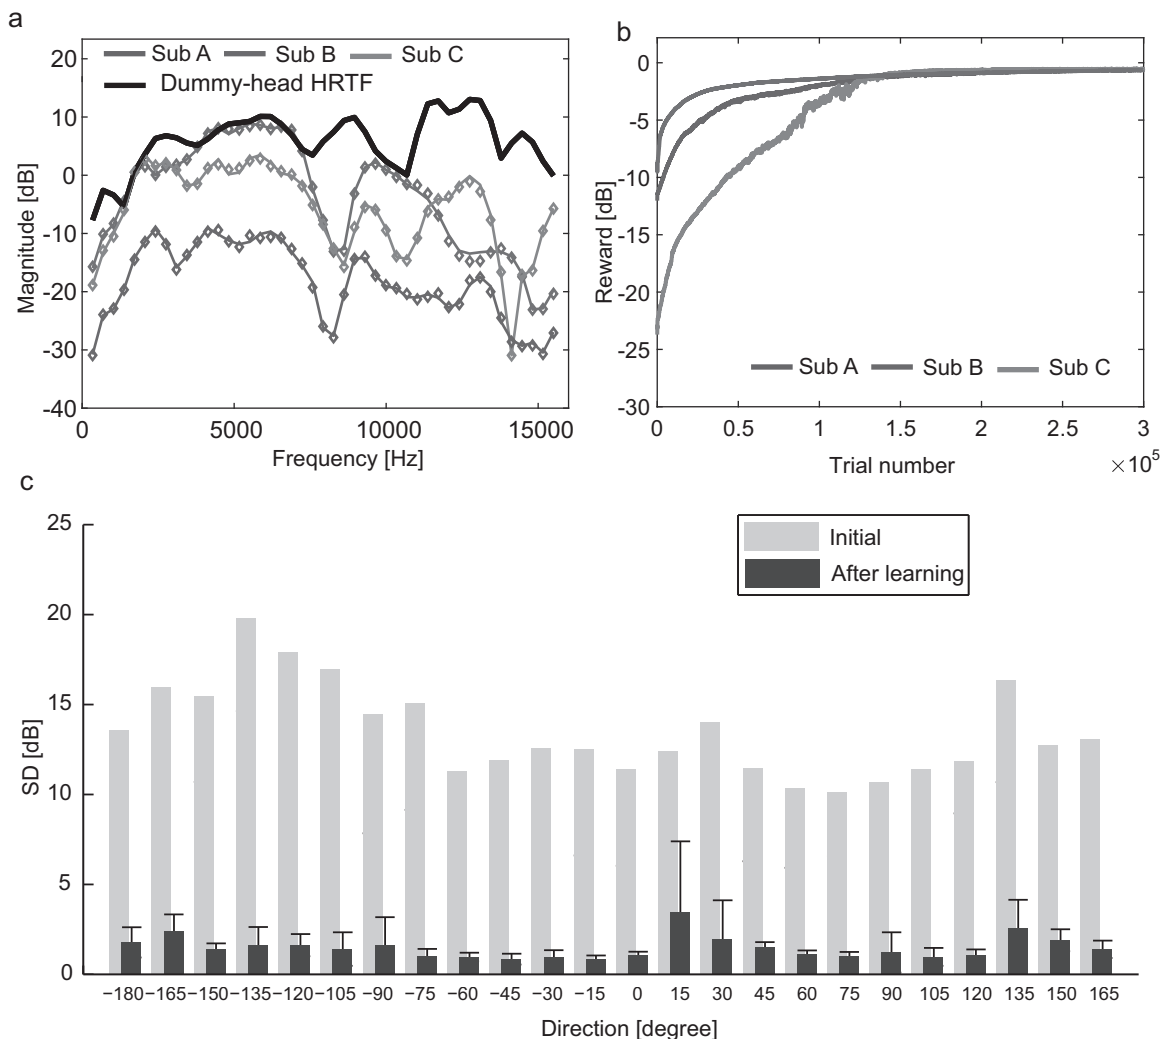 a
Sub A Sub B Sub C
Dummy-head HRTF
20
10
0
-10
-20
-30
-40
Magnitude [dB]
0 5000 10000 15000
Frequency [Hz]
b
0
-5
-10
-15
-20
-25
-30
Reward [dB]
Sub A Sub B Sub C
0 0.5 1 1.5 2 2.5 3
Trial number ×10⁵
c
25
20
15
10
5
0
SD [dB]
Initial
After learning
−180 −165 −150 −135 −120 −105 −90 −75 −60 −45 −30 −15 0 15 30 45 60 75 90 105 120 135 150 165
Direction [degree]